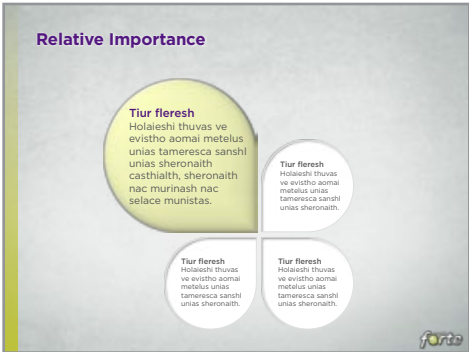 Relative Importance
Tiur fleresh
Holaieshi thuvas ve
evistho aomai metelus
unias tameresca sanshl
unias sheronaith
casthialth, sheronaith
nac murinash nac
selace munistas.
Tiur fleresh
Holaieshi thuvas
ve evistho aomai
metelus unias
tameresca sanshl
unias sheronaith.
Tiur fleresh
Holaieshi thuvas
ve evistho aomai
metelus unias
tameresca sanshl
unias sheronaith.
Tiur fleresh
Holaieshi thuvas
ve evistho aomai
metelus unias
tameresca sanshl
unias sheronaith.
forte